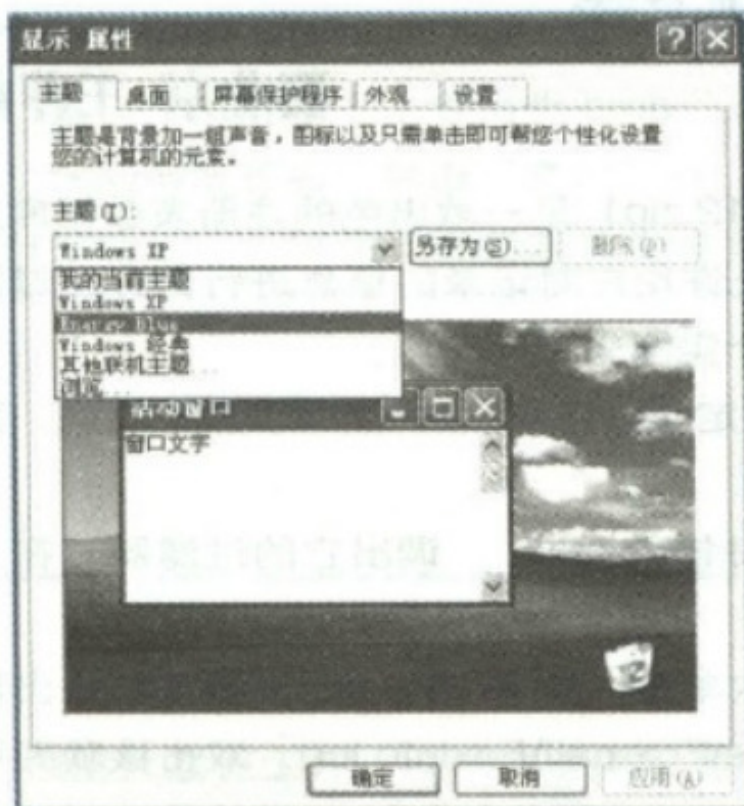 显示 属性
主题 桌面 屏幕保护程序 外观 设置
主题是背景加一组声音，图标以及只需单击即可帮您个性化设置
您的计算机的元素。
主题(T):
Windows XP 另存为(S)... 删除(D)
我的当前主题
Windows XP
Energy Blue
Windows 经典
其他联机主题...
浏览...
活动窗口
窗口文字
确定 取消 应用(A)